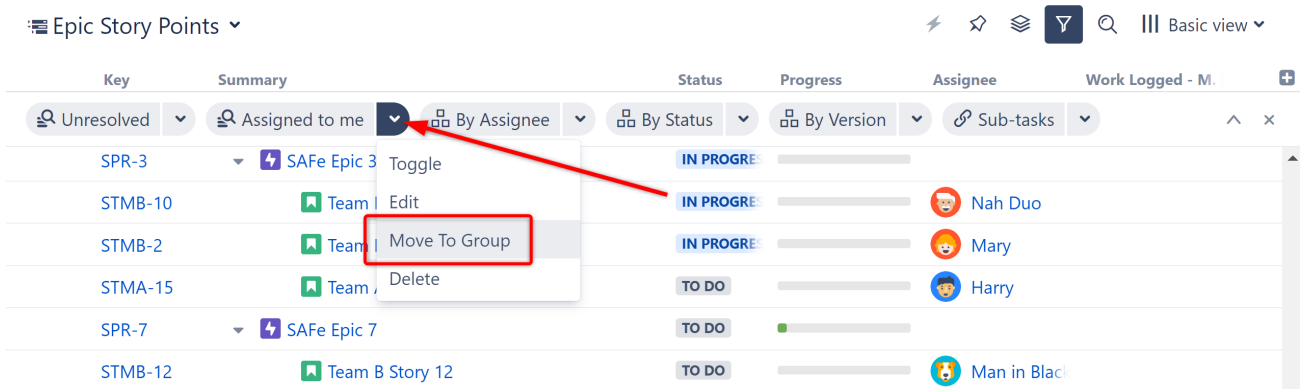 Epic Story Points Basic view
Key Summary Status Progress Assignee Work Logged - M.
Unresolved Assigned to me By Assignee By Status By Version Sub-tasks
SPR-3 SAFe Epic 3 IN PROGRES
Toggle
STMB-10 Team IN PROGRES Nah Duo
Edit
STMB-2 Team IN PROGRES Mary
Move To Group
STMA-15 Team TO DO Harry
Delete
SPR-7 SAFe Epic 7 TO DO
STMB-12 Team B Story 12 TO DO Man in Blac